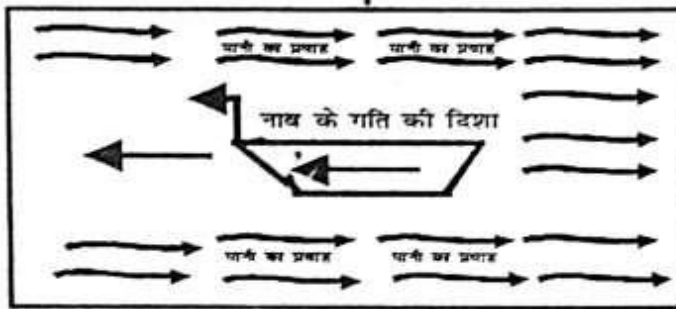 पानी का प्रवाह पानी का प्रवाह
नाव के गति की दिशा
पानी का प्रवाह पानी का प्रवाह